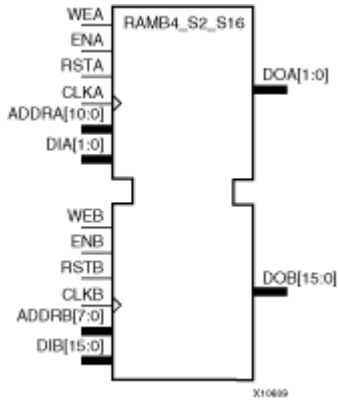 WEA
RAMB4_S2_S16
ENA
RSTA
CLKA
DOA[1:0]
ADDRA[10:0]
DIA[1:0]
WEB
ENB
RSTB
CLKB
DOB[15:0]
ADDRB[7:0]
DIB[15:0]
X10609